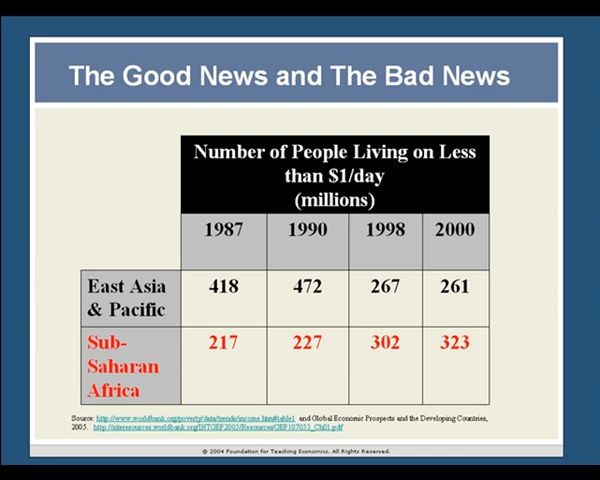 The Good News and The Bad News
Number of People Living on Less
than $1/day
(millions)
1987 1990 1998 2000
East Asia
& Pacific 418 472 267 261
Sub-
Saharan
Africa 217 227 302 323
Source: http://www.worldbank.org/poverty/data/trends/income.htm#table1 and Global Economic Prospects and the Developing Countries,
2005. http://siteresources.worldbank.org/INTGEP2005/Resources/GEP107053_Ch01.pdf
© 2004 Foundation for Teaching Economics. All Rights Reserved.